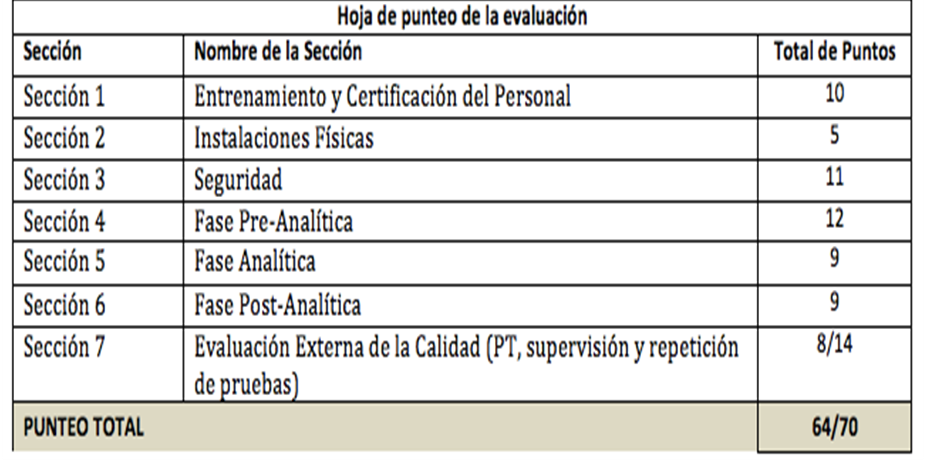 Hoja de punteo de la evaluación
Sección Nombre de la Sección Total de Puntos
Sección 1 Entrenamiento y Certificación del Personal 10
Sección 2 Instalaciones Físicas 5
Sección 3 Seguridad 11
Sección 4 Fase Pre-Analítica 12
Sección 5 Fase Analítica 9
Sección 6 Fase Post-Analítica 9
Sección 7 Evaluación Externa de la Calidad (PT, supervisión y repetición 8/14
de pruebas)
PUNTEO TOTAL 64/70